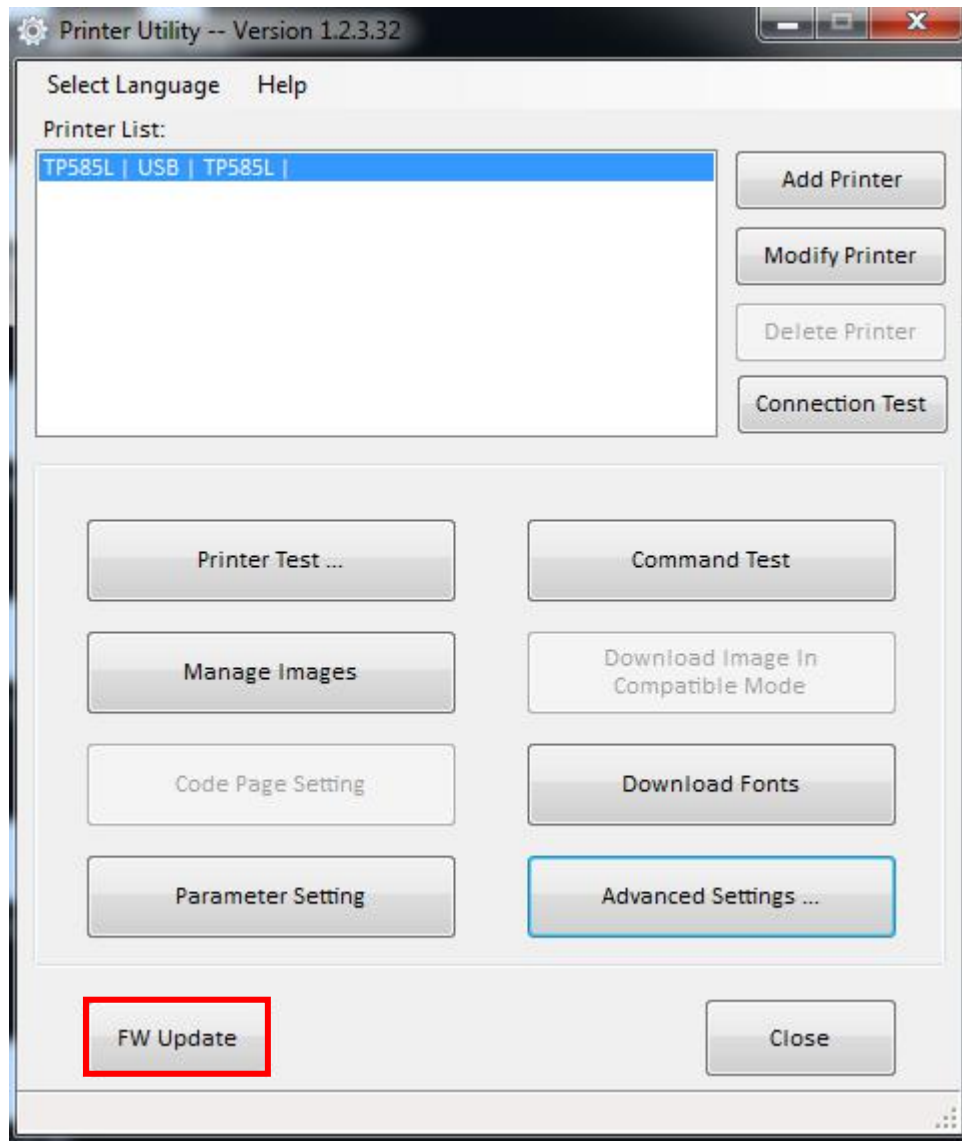 Printer Utility -- Version 1.2.3.32
Select Language Help
Printer List:
TP585L | USB | TP585L |
Add Printer
Modify Printer
Delete Printer
Connection Test
Printer Test ...
Command Test
Manage Images
Download Image In
Compatible Mode
Code Page Setting
Download Fonts
Parameter Setting
Advanced Settings ...
FW Update
Close